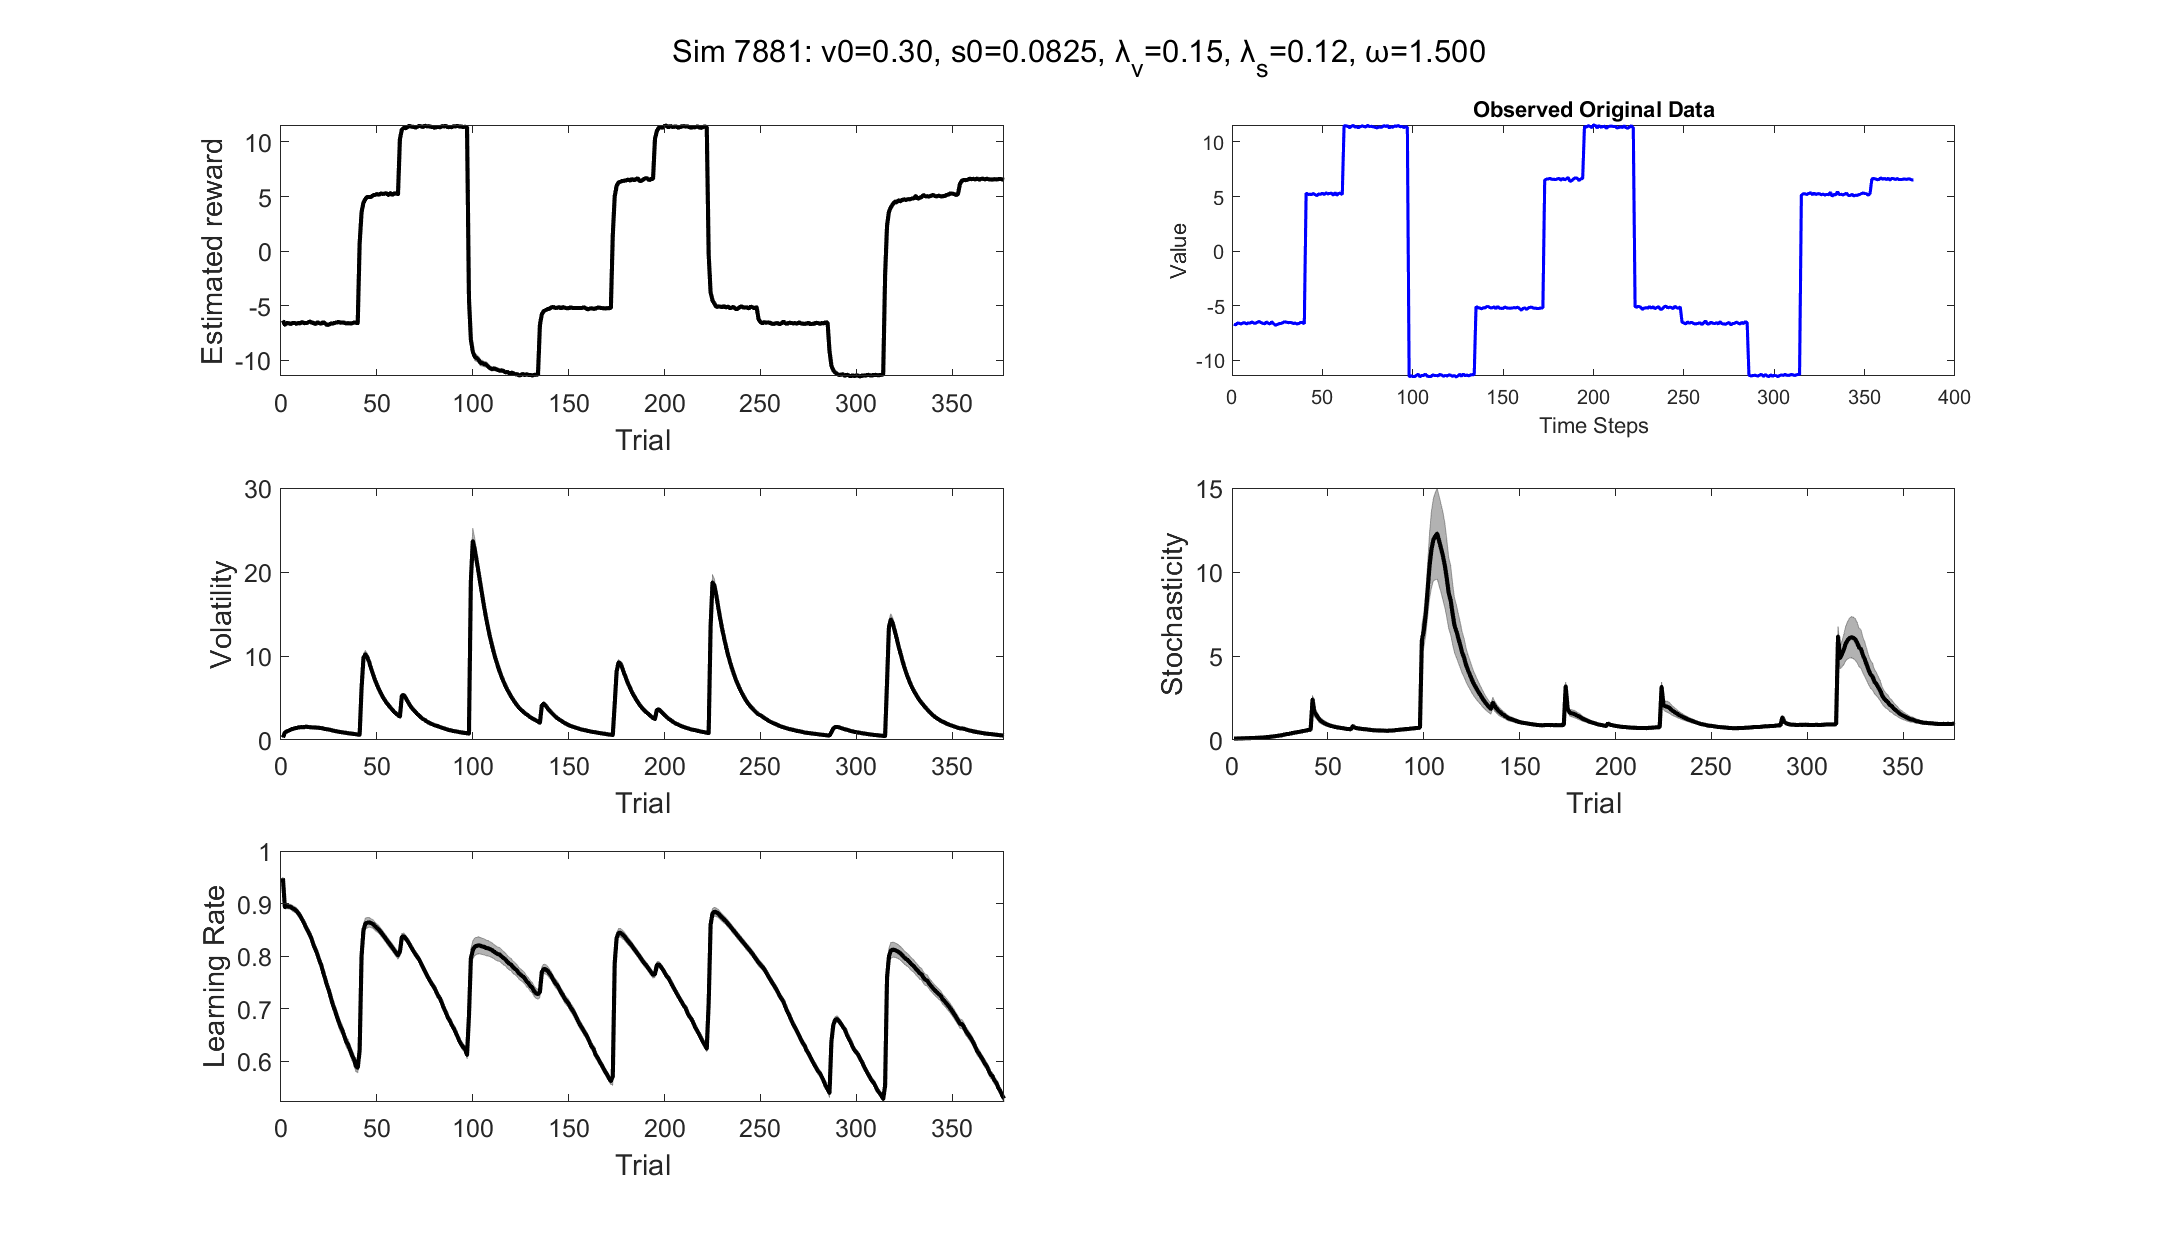 Sim 7881: v0=0.30, s0=0.0825, λ_v=0.15, λ_s=0.12, ω=1.500
Estimated reward
10
5
0
-5
-10
0 50 100 150 200 250 300 350
Trial
Observed Original Data
Value
10
5
0
-5
-10
0 50 100 150 200 250 300 350 400
Time Steps
Volatility
30
20
10
0
0 50 100 150 200 250 300 350
Trial
Stochasticity
15
10
5
0
0 50 100 150 200 250 300 350
Trial
Learning Rate
1
0.9
0.8
0.7
0.6
0 50 100 150 200 250 300 350
Trial